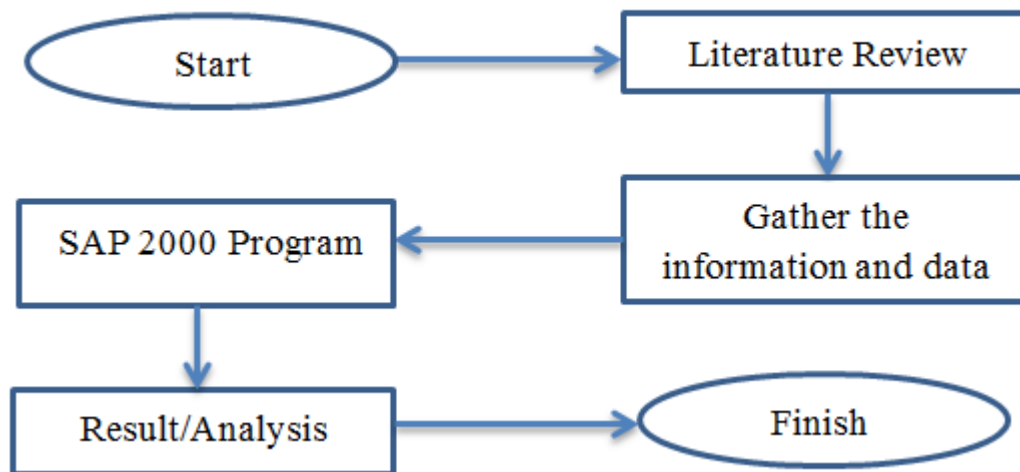 Start
Literature Review
Gather the
information and data
SAP 2000 Program
Result/Analysis
Finish